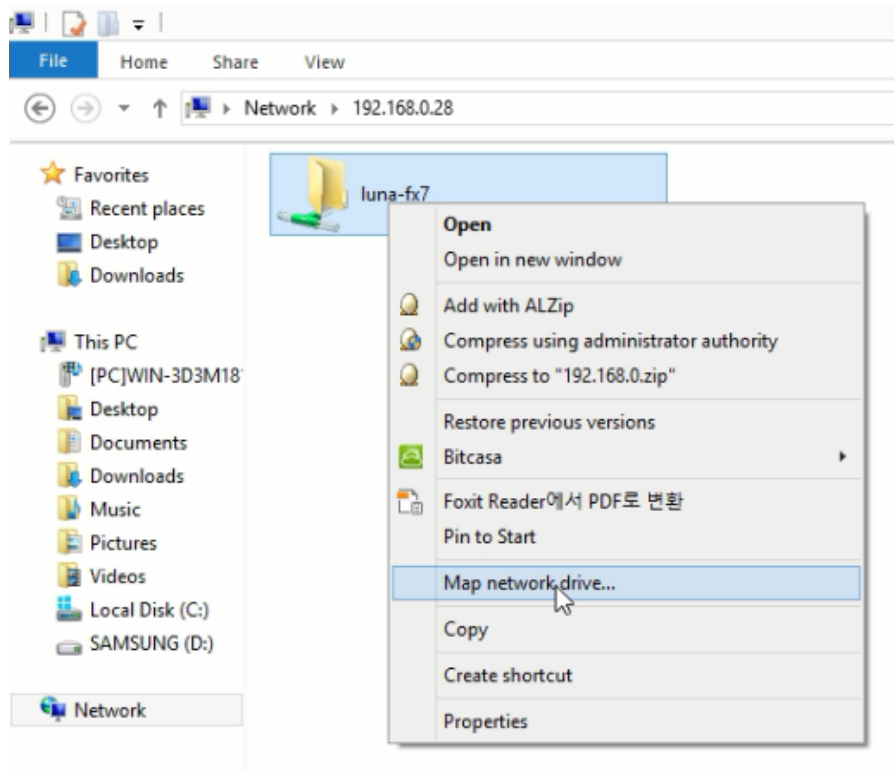 File Home Share View
Network 192.168.0.28
Favorites
Recent places
Desktop
Downloads
This PC
[PC]WIN-3D3M18
Desktop
Documents
Downloads
Music
Pictures
Videos
Local Disk (C:)
SAMSUNG (D:)
Network
luna-fx7
Open
Open in new window
Add with ALZip
Compress using administrator authority
Compress to "192.168.0.zip"
Restore previous versions
Bitcasa
Foxit Reader에서 PDF로 변환
Pin to Start
Map network drive...
Copy
Create shortcut
Properties